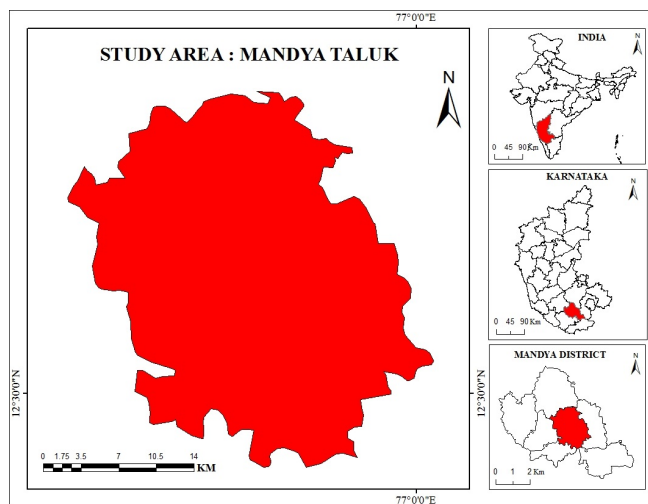 77°0'0"E
STUDY AREA : MANDYA TALUK
N
12°30'0"N
12°30'0"N
0 1.75 3.5 7 10.5 14
KM
77°0'0"E
INDIA
N
0 45 90 Km
KARNATAKA
N
0 45 90 Km
MANDYA DISTRICT
N
0 1 2 Km